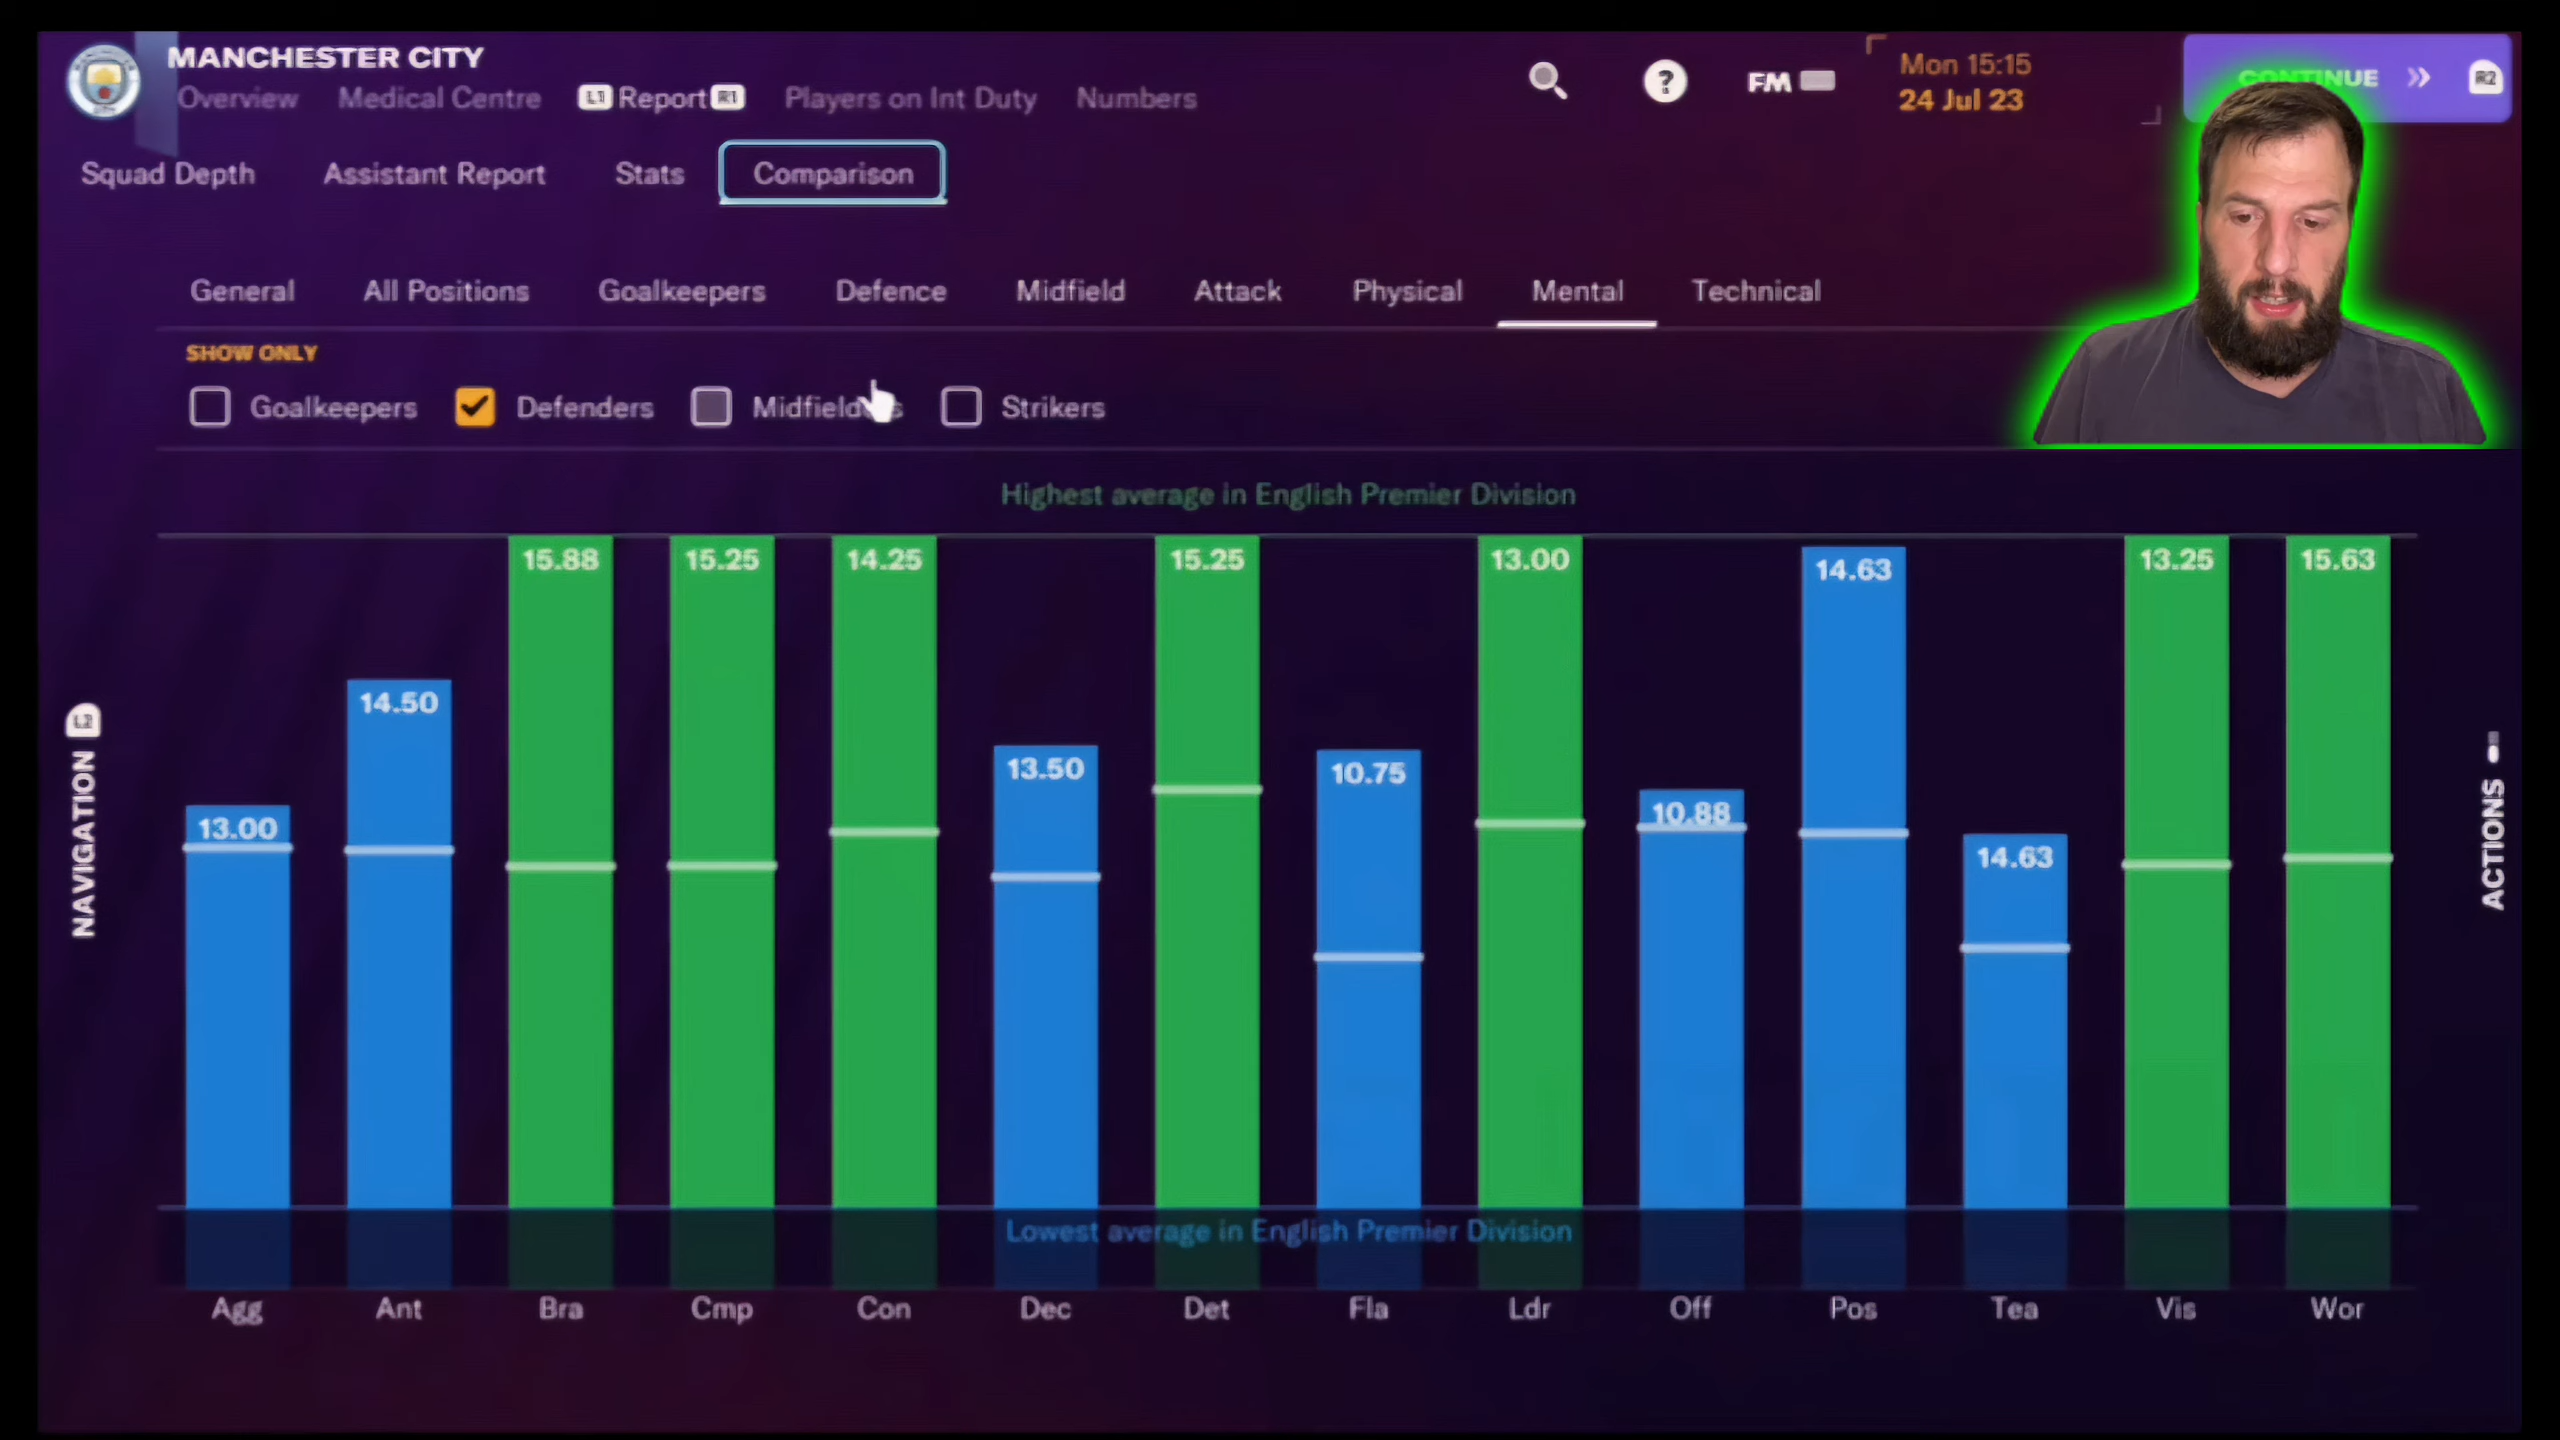 MANCHESTER CITY
Overview Medical Centre L1 Report R1 Players on Int Duty Numbers
? FM
Mon 15:15
24 Jul 23
CONTINUE R2
Squad Depth Assistant Report Stats Comparison
General All Positions Goalkeepers Defence Midfield Attack Physical Mental Technical
SHOW ONLY
Goalkeepers Defenders Strikers
Highest average in English Premier Division
13.00 14.50 15.88 15.25 14.25 13.50 15.25 10.75 13.00 10.88 14.63 14.63 13.25 15.63
NAVIGATION L2
ACTIONS
Lowest average in English Premier Division
Agg Ant Bra Cmp Con Dec Det Fla Ldr Off Pos Tea Vis Wor